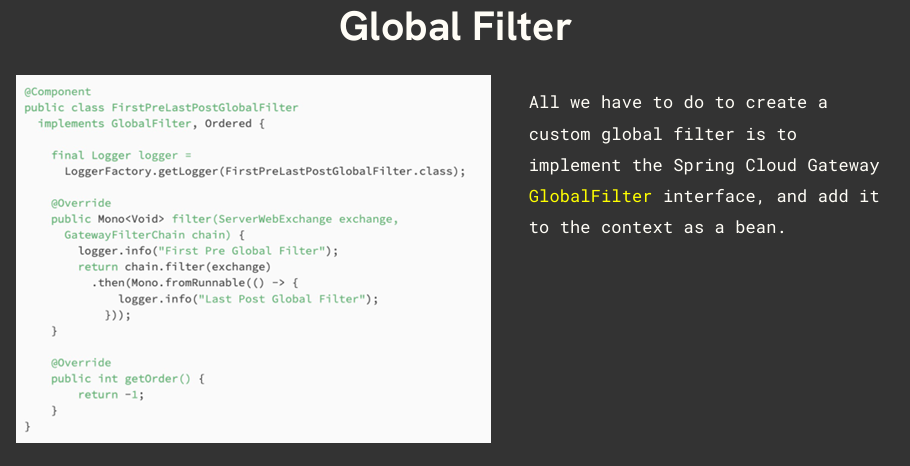 Global Filter
@Component
public class FirstPreLastPostGlobalFilter
  implements GlobalFilter, Ordered {

    final Logger logger =
      LoggerFactory.getLogger(FirstPreLastPostGlobalFilter.class);

    @Override
    public Mono<Void> filter(ServerWebExchange exchange,
      GatewayFilterChain chain) {
        logger.info("First Pre Global Filter");
        return chain.filter(exchange)
          .then(Mono.fromRunnable(() -> {
              logger.info("Last Post Global Filter");
            }));
    }

    @Override
    public int getOrder() {
        return -1;
    }
}
All we have to do to create a
custom global filter is to
implement the Spring Cloud Gateway
GlobalFilter interface, and add it
to the context as a bean.